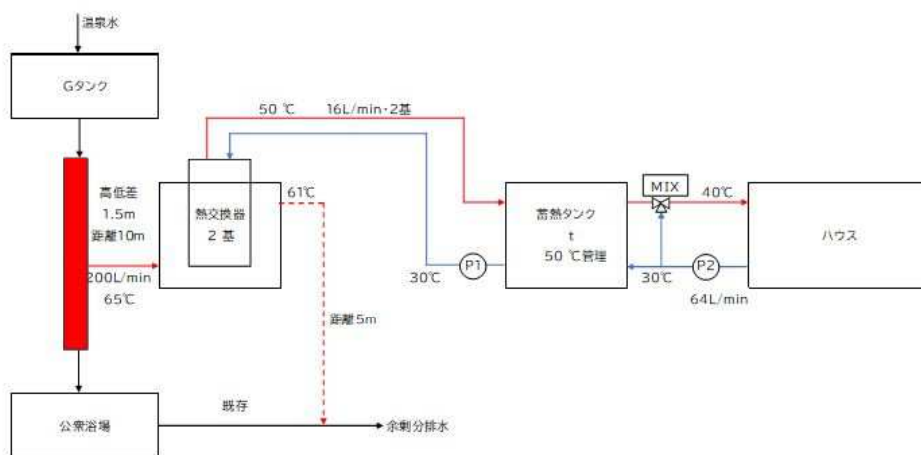 温泉水
Gタンク
50 ℃ 16L/min・2基
高低差
1.5m
距離10m
200L/min
65℃
熱交換器
2 基
61℃
30℃
P1
蓄熱タンク
t
50 ℃管理
MIX
40℃
30℃
P2
64L/min
ハウス
距離5m
公衆浴場
既存
余剰分排水